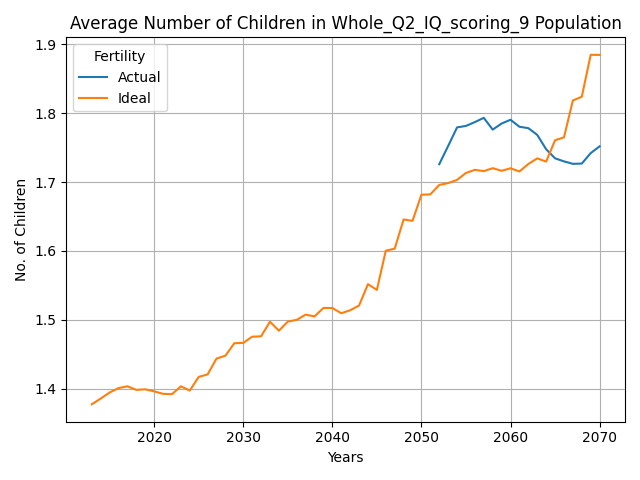 Average Number of Children in Whole_Q2_IQ_scoring_9 Population
Fertility
Actual
Ideal
No. of Children
1.9
1.8
1.7
1.6
1.5
1.4
2020 2030 2040 2050 2060 2070
Years